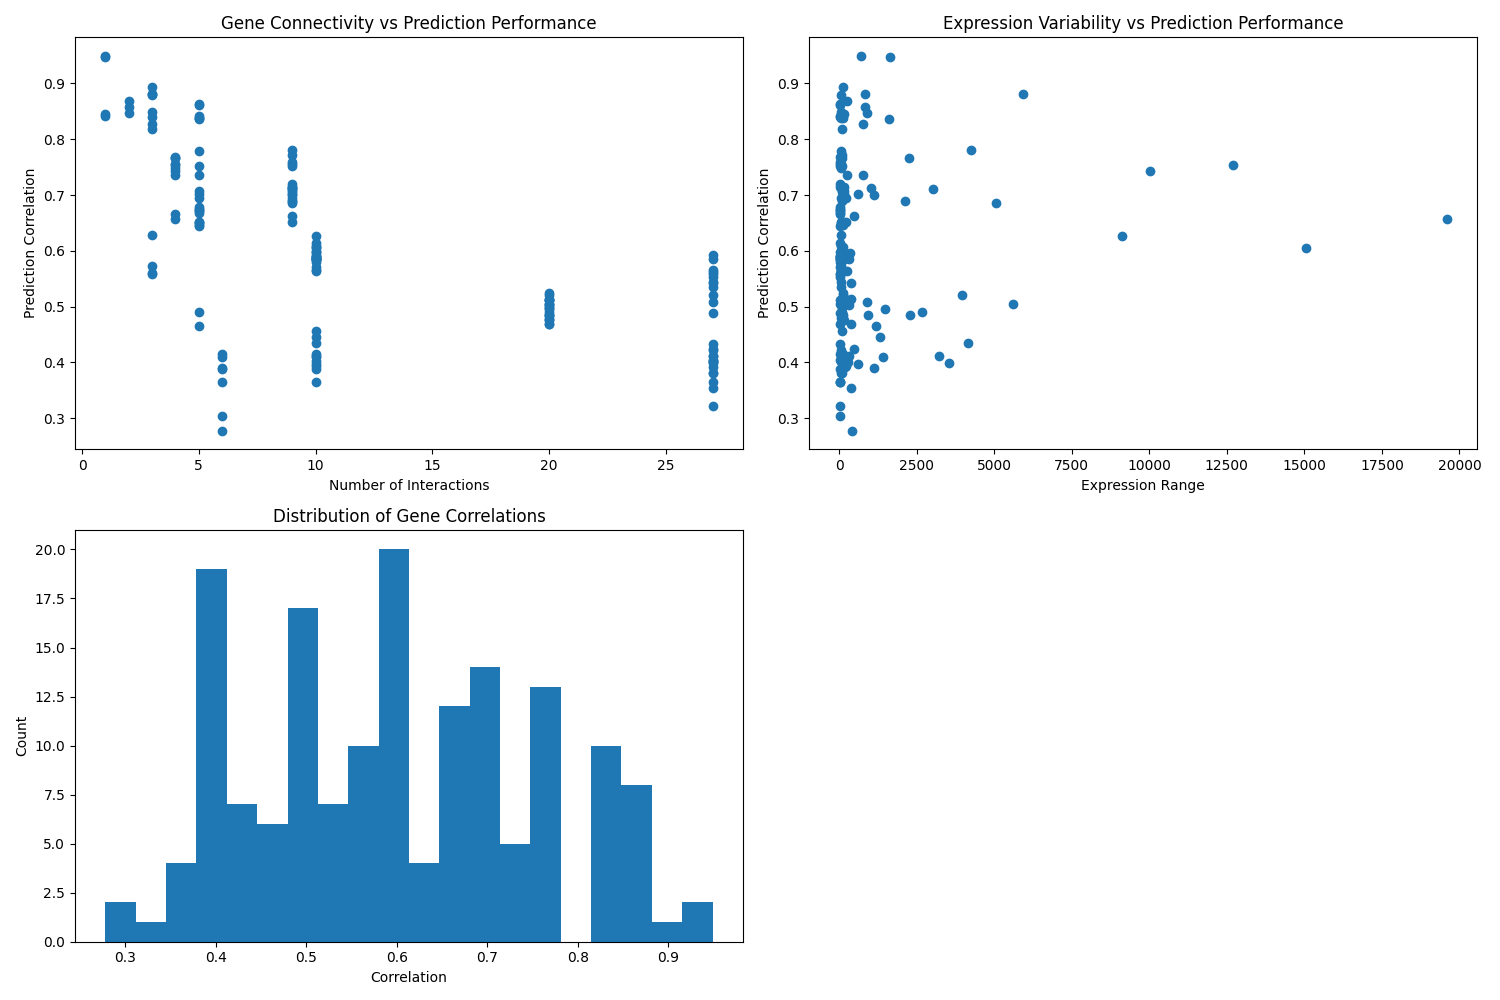 Gene Connectivity vs Prediction Performance
Prediction Correlation
0.9
0.8
0.7
0.6
0.5
0.4
0.3
0 5 10 15 20 25
Number of Interactions
Expression Variability vs Prediction Performance
Prediction Correlation
0.9
0.8
0.7
0.6
0.5
0.4
0.3
0 2500 5000 7500 10000 12500 15000 17500 20000
Expression Range
Distribution of Gene Correlations
Count
20.0
17.5
15.0
12.5
10.0
7.5
5.0
2.5
0.0
0.3 0.4 0.5 0.6 0.7 0.8 0.9
Correlation